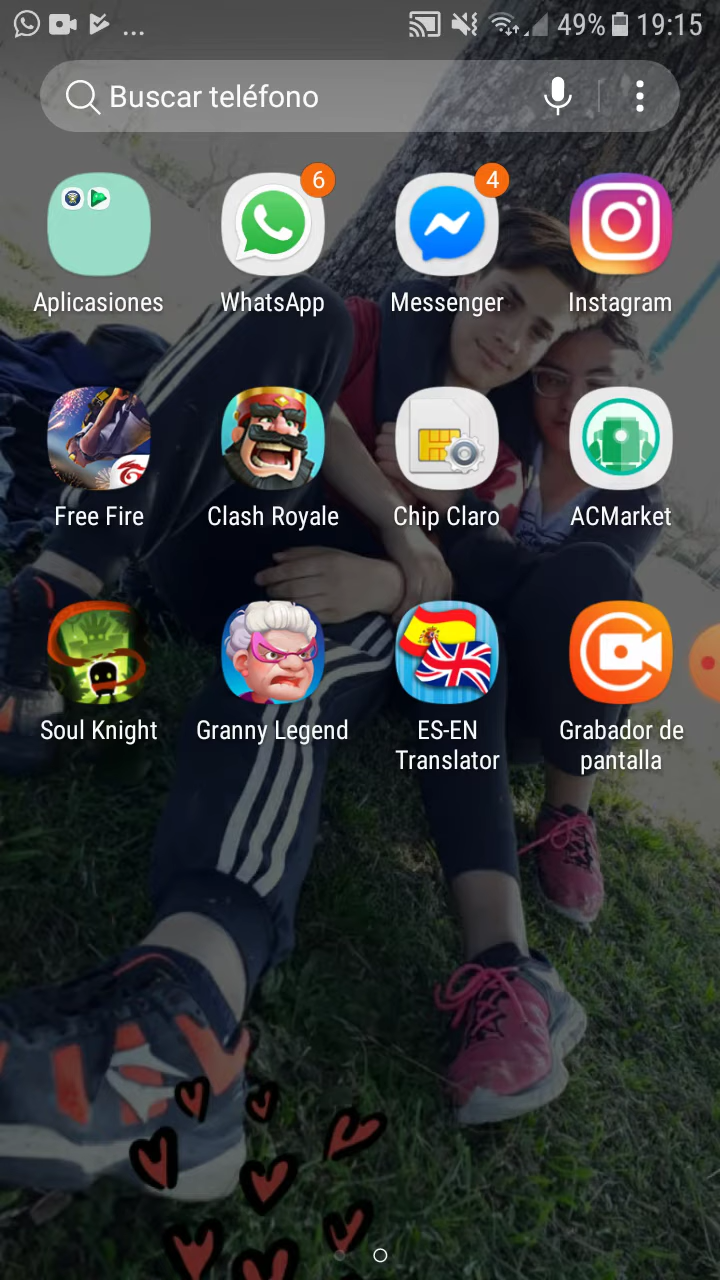 ... 49% 19:15
Buscar teléfono
6 4
Aplicasiones WhatsApp Messenger Instagram
Free Fire Clash Royale Chip Claro ACMarket
Soul Knight Granny Legend ES-EN Grabador de
Translator pantalla